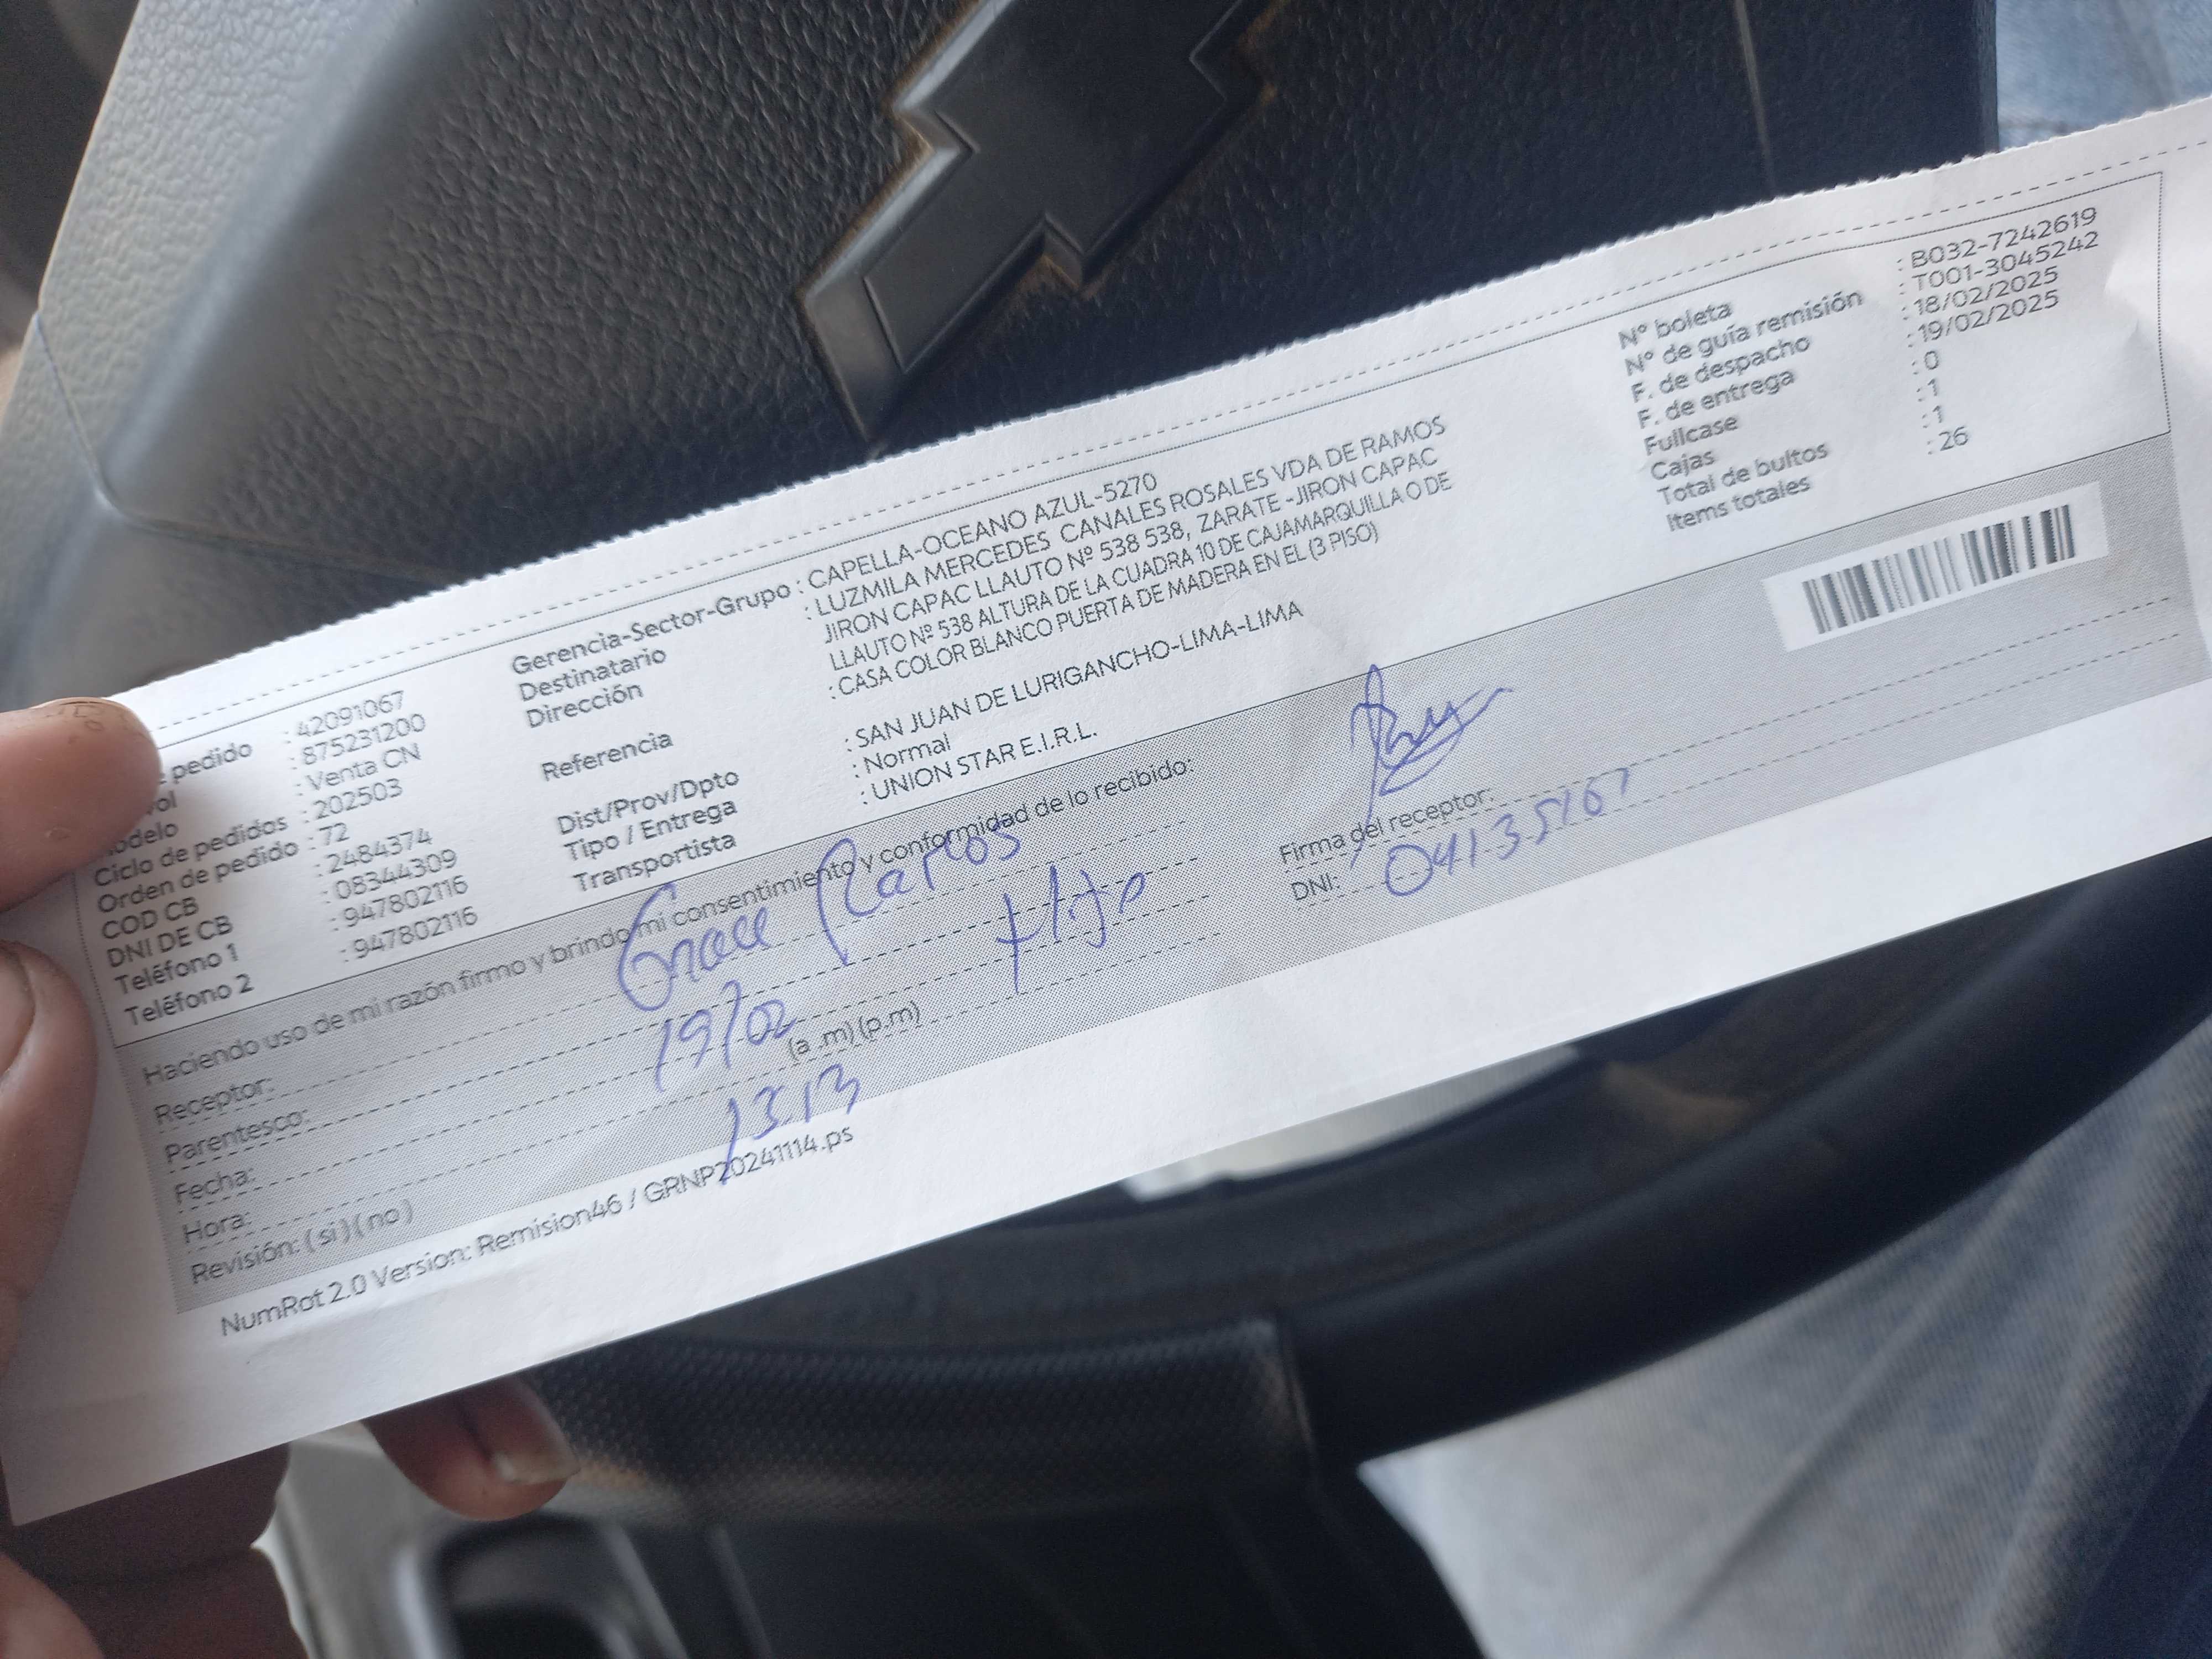 pedido : 42091067
: 875231200
: Venta CN
Ciclo de pedidos : 202503
Orden de pedido : 72
COD CB : 2484374
DNI DE CB : 08344309
Teléfono 1 : 947802116
Teléfono 2 : 947802116
Gerencia-Sector-Grupo : CAPELLA-OCEANO AZUL-5270
Destinatario : LUZMILA MERCEDES CANALES ROSALES VDA DE RAMOS
Dirección JIRON CAPAC LLAUTO Nº 538 538, ZARATE -JIRON CAPAC
LLAUTO Nº 538 ALTURA DE LA CUADRA 10 DE CAJAMARQUILLA O DE
Referencia : CASA COLOR BLANCO PUERTA DE MADERA EN EL (3 PISO)
Dist/Prov/Dpto : SAN JUAN DE LURIGANCHO-LIMA-LIMA
Tipo / Entrega : Normal
Transportista : UNION STAR E.I.R.L.
N° boleta : B032-7242619
N° de guía remisión : T001-3045242
F. de despacho : 18/02/2025
F. de entrega : 19/02/2025
Fullcase : 0
Cajas : 1
Total de bultos : 1
Items totales : 26
Haciendo uso de mi razón firmo y brindo mi consentimiento y conformidad de lo recibido:
Receptor: Grace Ramos
Parentesco: Hija
Fecha: 19/02
Hora: 13:13 (a .m) (p.m)
Revisión: ( si ) ( no )
Firma del receptor:
DNI: 04135167
NumRot 2.0 Version: Remision46 / GRNP20241114.ps